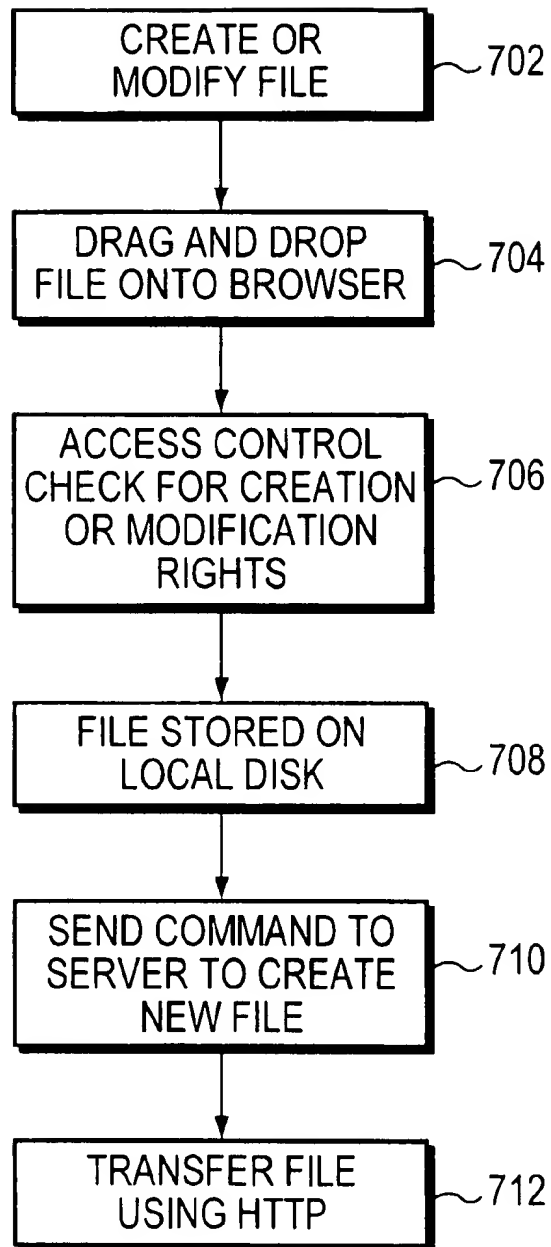 CREATE OR
MODIFY FILE
702
DRAG AND DROP
FILE ONTO BROWSER
704
ACCESS CONTROL
CHECK FOR CREATION
OR MODIFICATION
RIGHTS
706
FILE STORED ON
LOCAL DISK
708
SEND COMMAND TO
SERVER TO CREATE
NEW FILE
710
TRANSFER FILE
USING HTTP
712